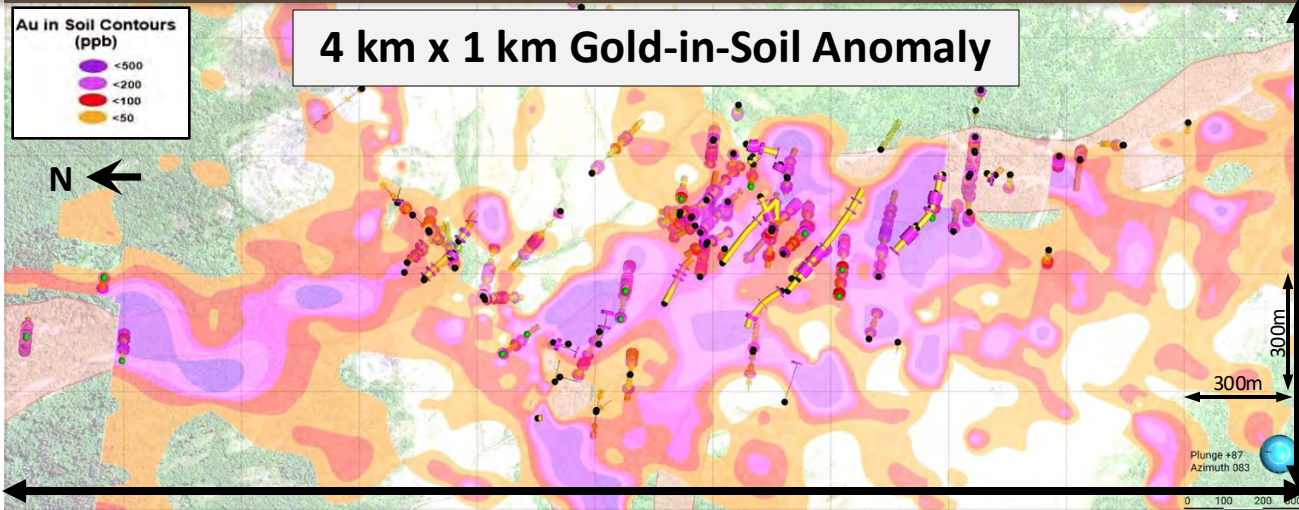 4 km x 1 km Gold-in-Soil Anomaly
Au in Soil Contours
(ppb)
<500
<200
<100
<50
N
300m
300m
Plunge +87
Azimuth 083
0 100 200 300